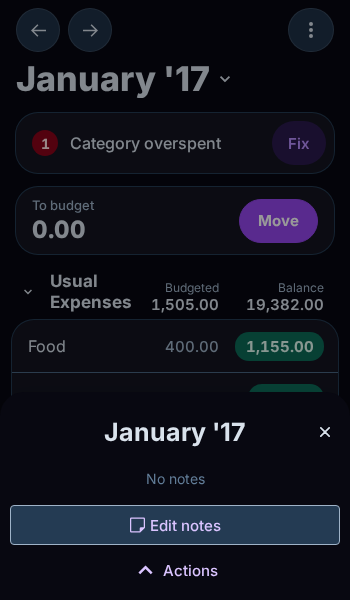 January '17
1 Category overspent Fix
To budget
0.00 Move
Usual Expenses Budgeted Balance
1,505.00 19,382.00
Food 400.00 1,155.00
January '17
No notes
Edit notes
Actions